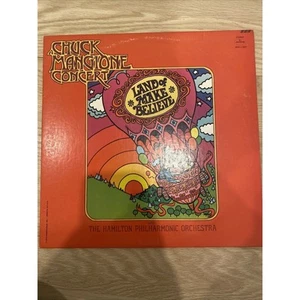 CHUCK
MANGIONE
CONCERT
LAND OF
MAKE
BELIEVE
THE HAMILTON PHILHARMONIC ORCHESTRA